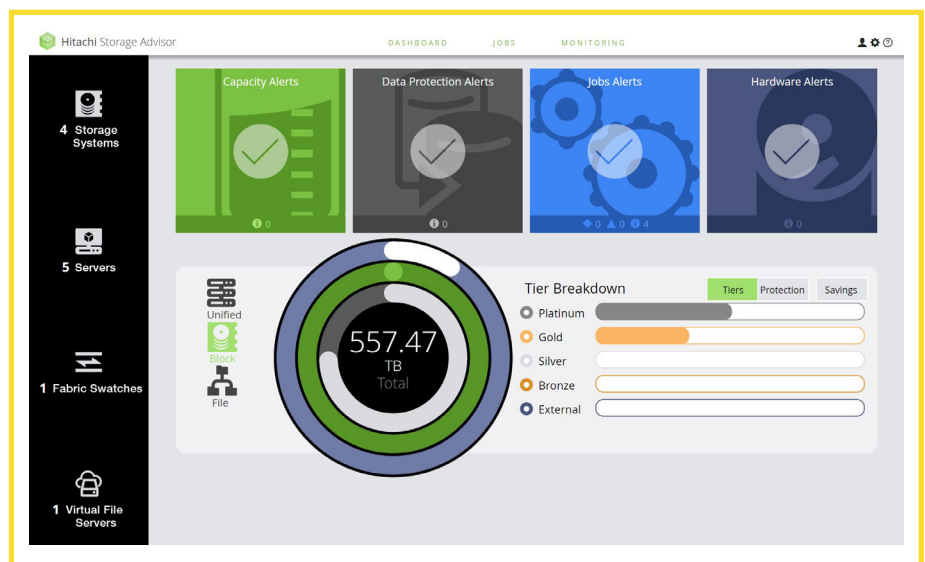 Hitachi Storage Advisor
DASHBOARD JOBS MONITORING
4 Storage
Systems
5 Servers
1 Fabric Swatches
1 Virtual File
Servers
Capacity Alerts
0
Data Protection Alerts
0
Jobs Alerts
0 0 4
Hardware Alerts
0
Unified
Block
File
557.47
TB
Total
Tier Breakdown
Tiers Protection Savings
Platinum
Gold
Silver
Bronze
External